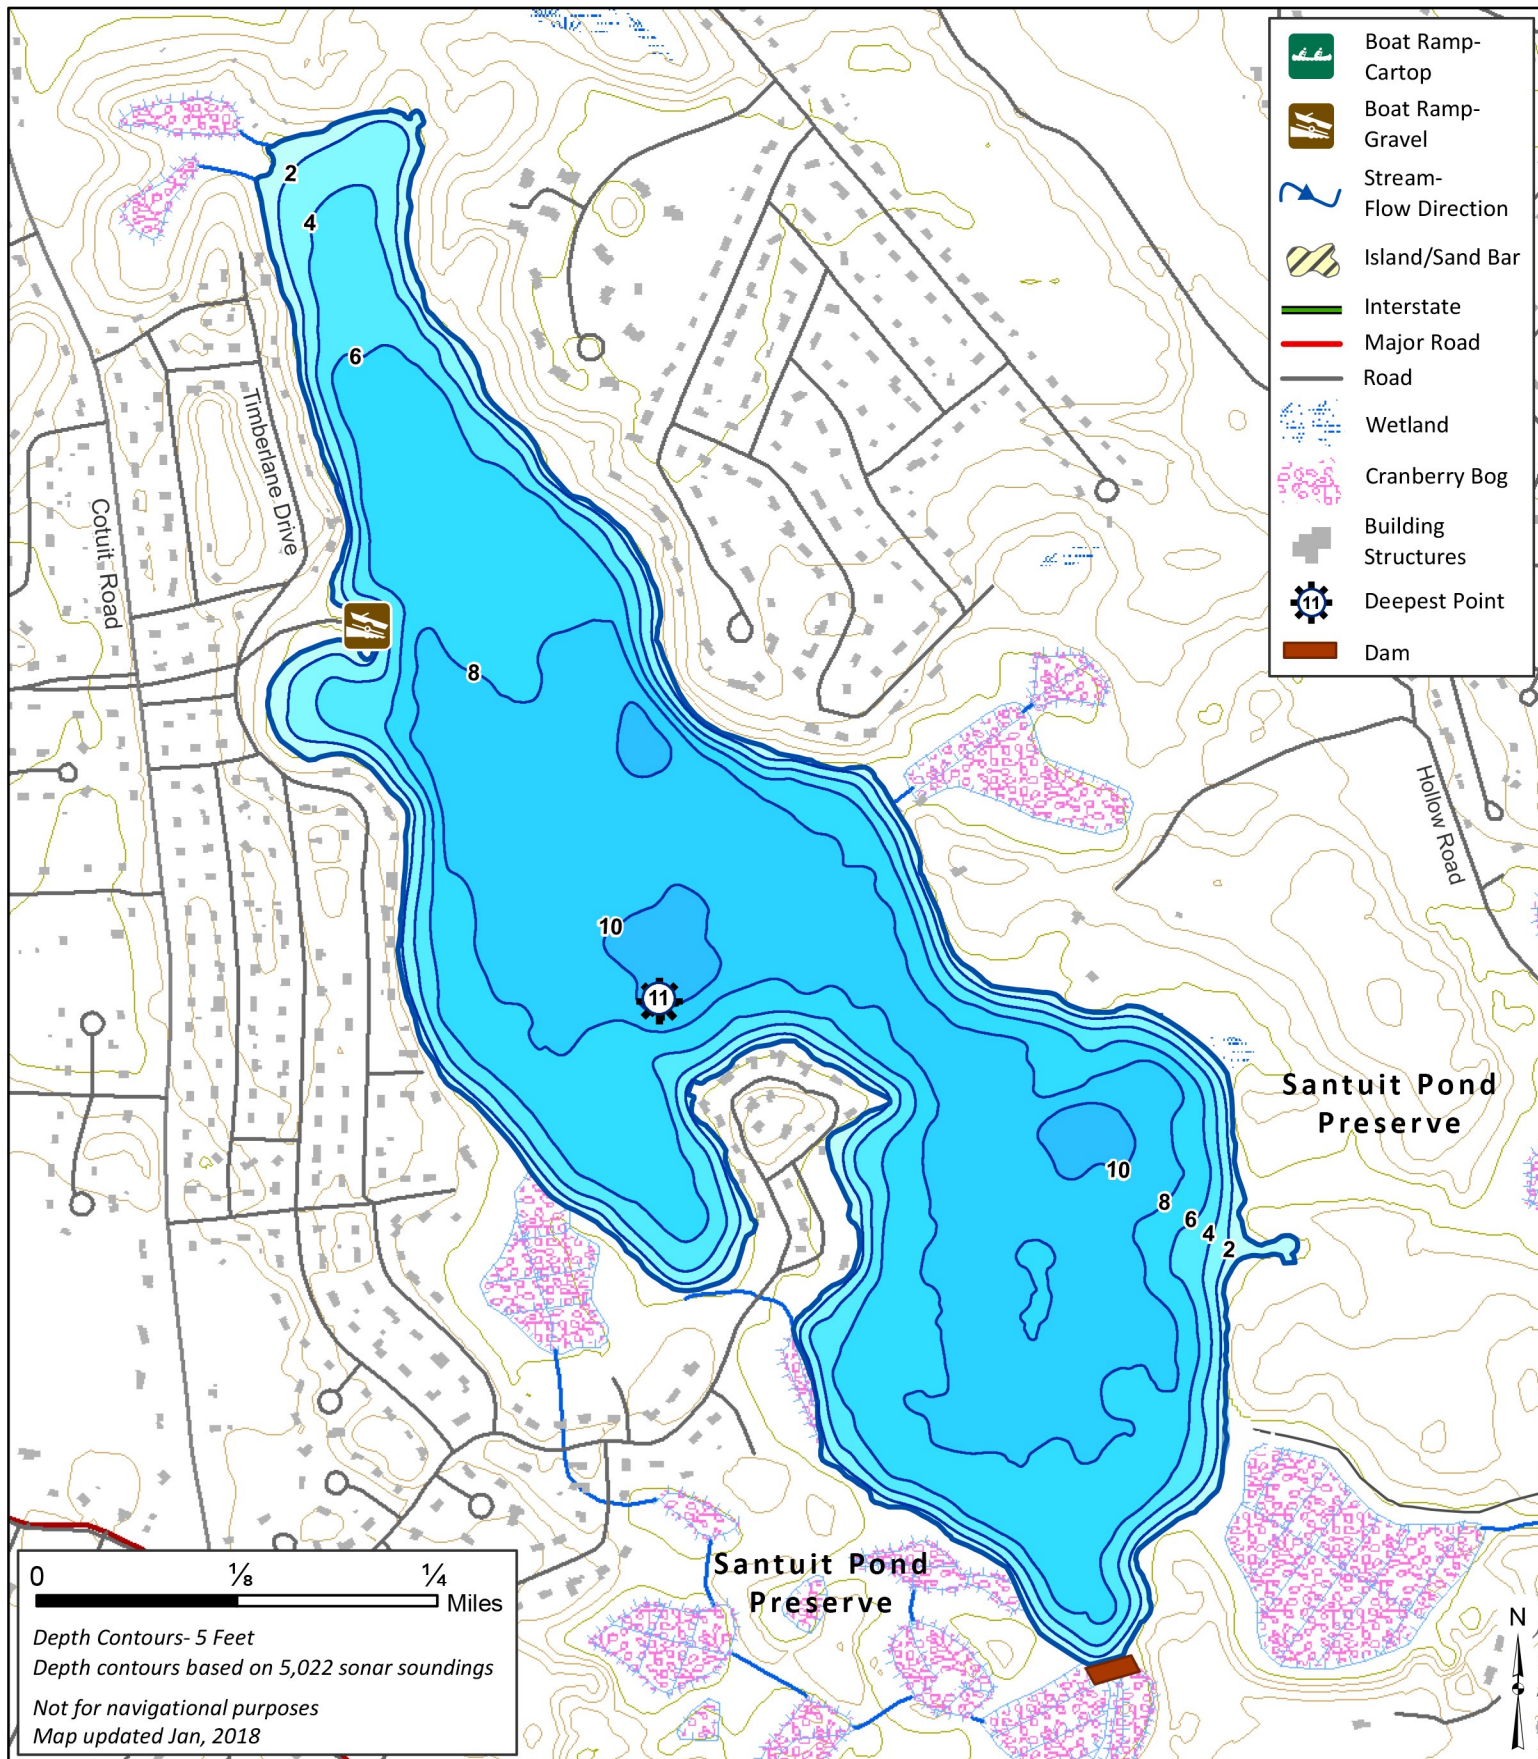 Boat Ramp-
Cartop
Boat Ramp-
Gravel
Stream-
Flow Direction
Island/Sand Bar
Interstate
Major Road
Road
Wetland
Cranberry Bog
Building
Structures
11
Deepest Point
Dam
2
4
6
Timberlane Drive
Cotuit Road
8
Hollow Road
10
11
Santuit Pond
Preserve
10
8
6
4
2
Santuit Pond
Preserve
0 1/8 1/4
Miles
Depth Contours- 5 Feet
Depth contours based on 5,022 sonar soundings
Not for navigational purposes
Map updated Jan, 2018
N